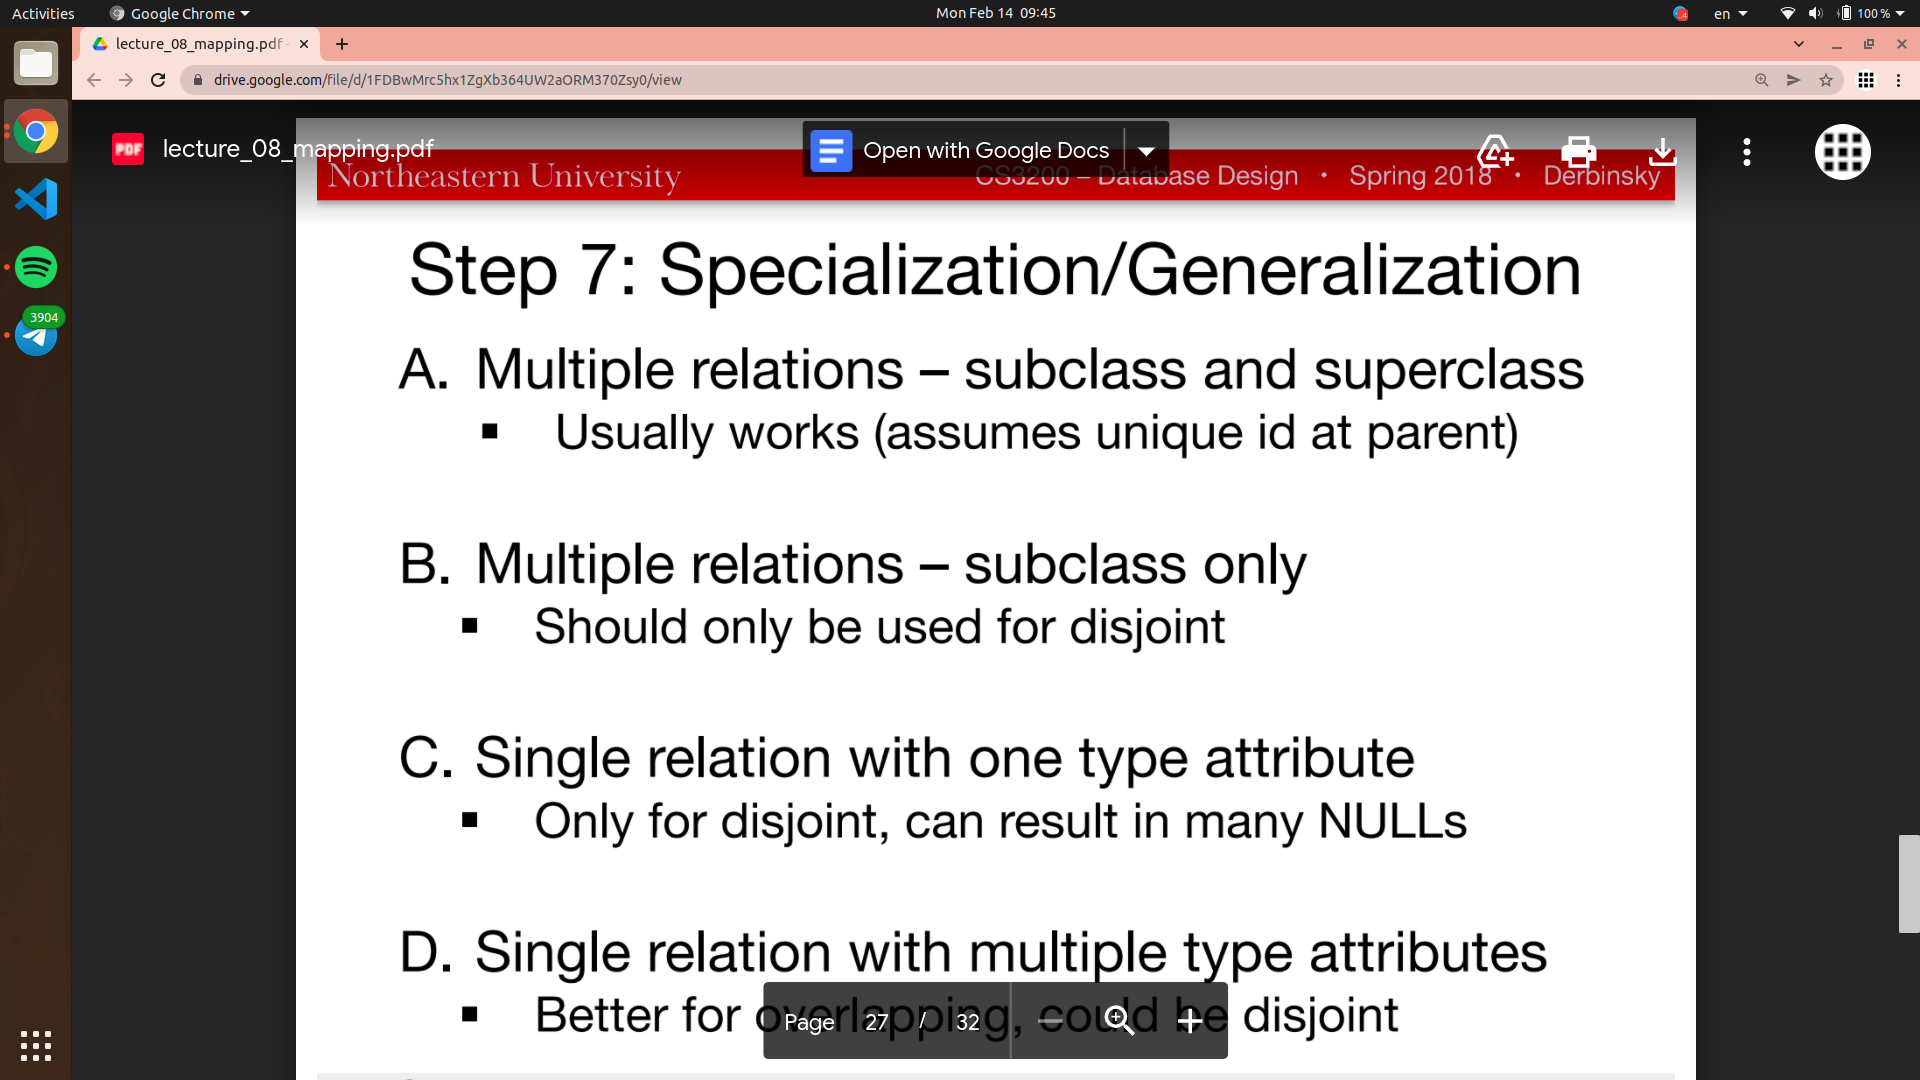 Activities
Google Chrome
Mon Feb 14 09:45
en
100 %
lecture_08_mapping.pdf -
drive.google.com/file/d/1FDBwMrc5hx1ZgXb364UW2aORM370Zsy0/view
PDF
lecture_08_mapping.pdf
Open with Google Docs
Northeastern University
CS3200 – Database Design • Spring 2018 • Derbinsky
3904
Step 7: Specialization/Generalization
A. Multiple relations – subclass and superclass
▪ Usually works (assumes unique id at parent)
B. Multiple relations – subclass only
▪ Should only be used for disjoint
C. Single relation with one type attribute
▪ Only for disjoint, can result in many NULLs
D. Single relation with multiple type attributes
▪ Better for overlapping, could be disjoint
Page 27 / 32